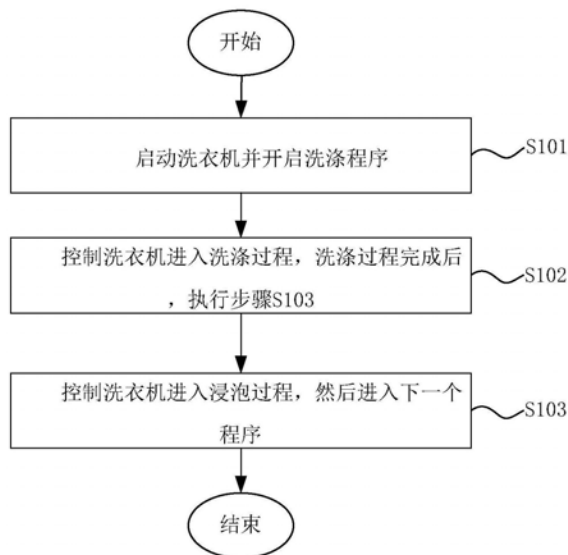 开始
启动洗衣机并开启洗涤程序
S101
控制洗衣机进入洗涤过程，洗涤过程完成后
，执行步骤S103
S102
控制洗衣机进入浸泡过程，然后进入下一个
程序
S103
结束